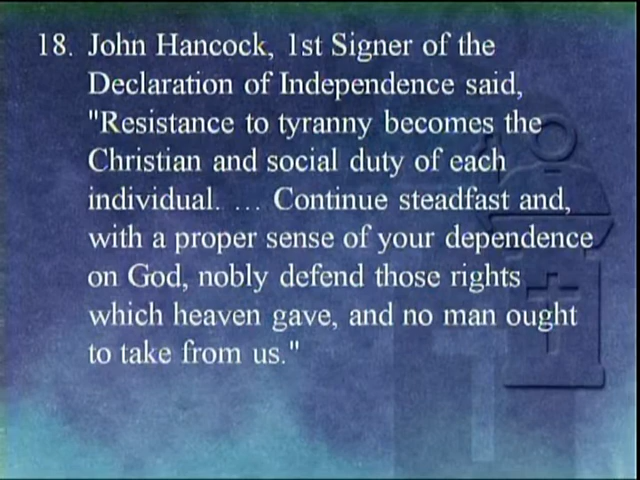 18. John Hancock, 1st Signer of the
Declaration of Independence said,
"Resistance to tyranny becomes the
Christian and social duty of each
individual. … Continue steadfast and,
with a proper sense of your dependence
on God, nobly defend those rights
which heaven gave, and no man ought
to take from us."